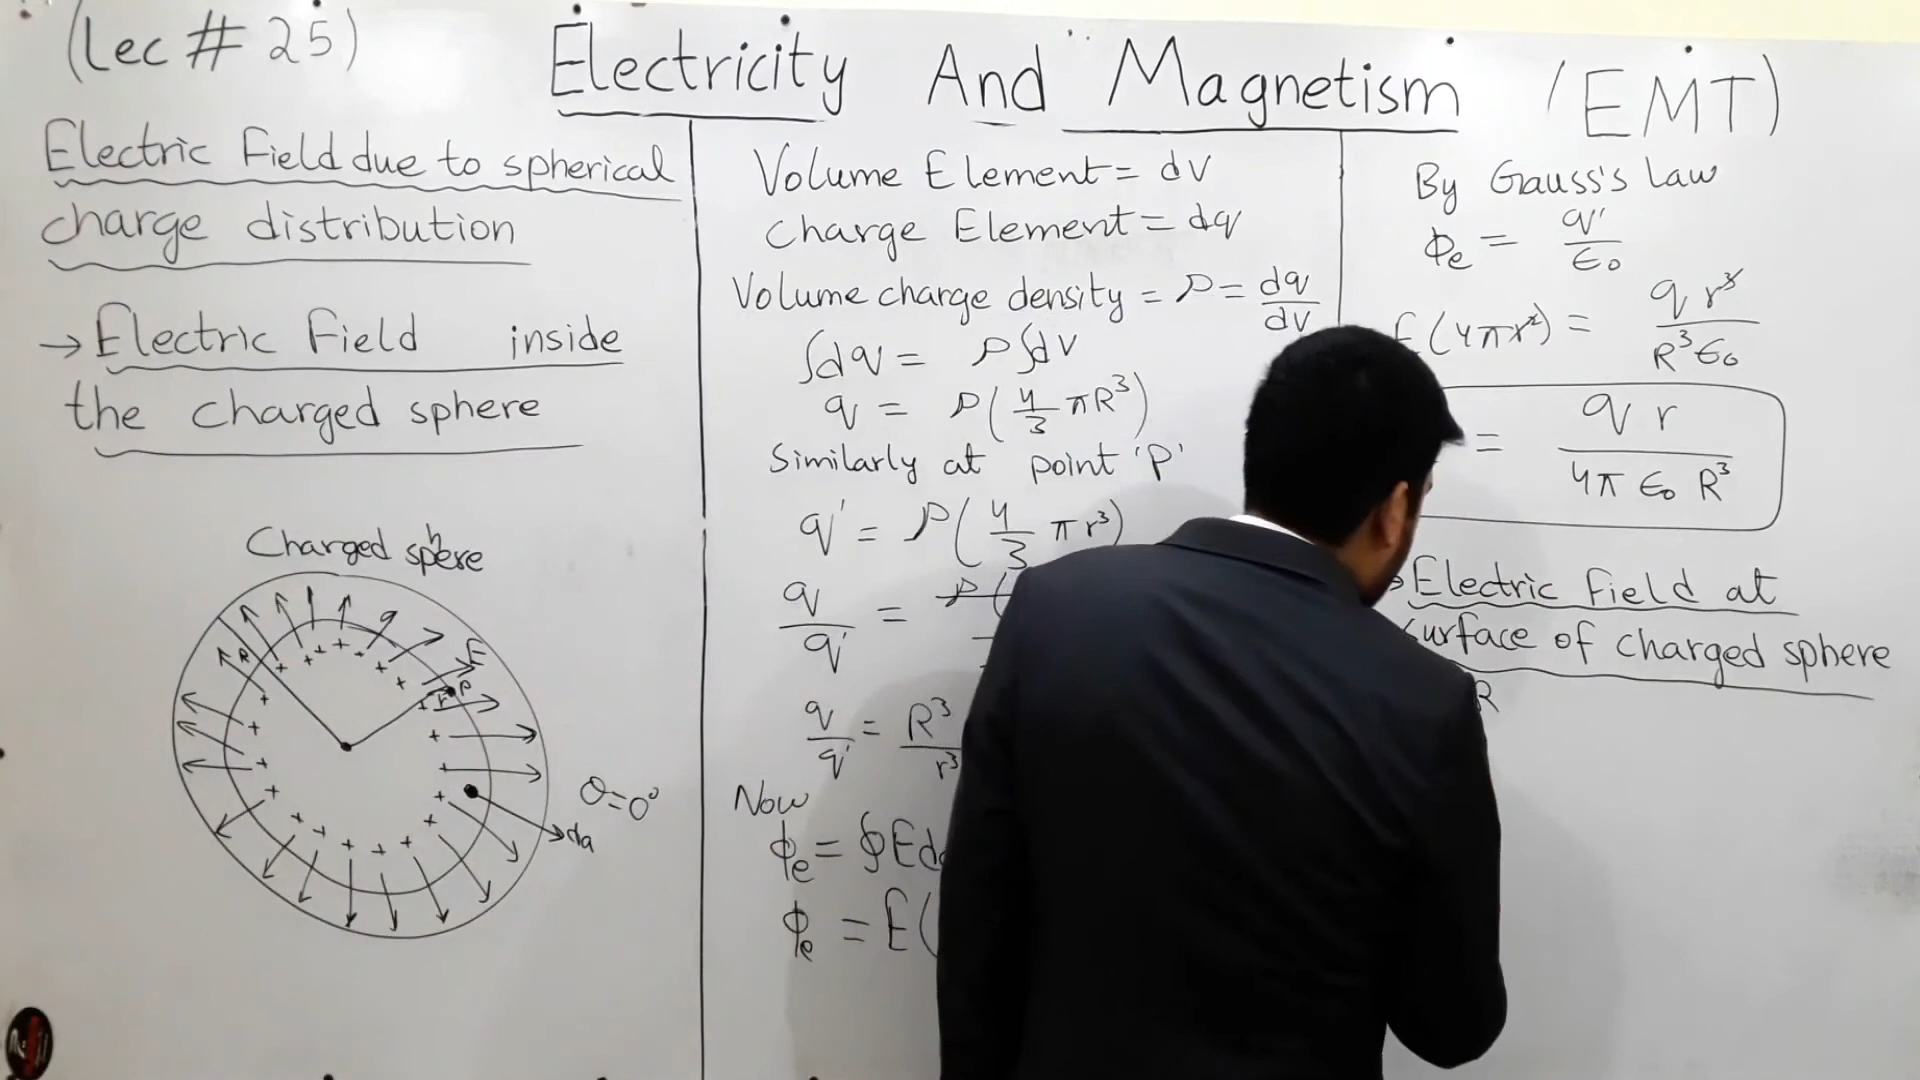 (Lec # 25)
Electricity And Magnetism (EMT)
Electric Field due to spherical
charge distribution
→ Electric Field inside
the charged sphere
Charged sphere
R
q
E
P
r
θ=0°
da
Volume Element = dv
Charge Element = dq
Volume charge density = ρ = dq/dv
∫dq = ρ∫dv
q = ρ(4/3 πR³)
Similarly at point 'P'
q' = ρ(4/3 πr³)
q/q' = ρ(
q/q' = R³/r³
Now
ϕe = ∮Eda
ϕe = E(
By Gauss's Law
ϕe = q'/ϵ₀
E(4πr²) = q r³/R³ϵ₀
= q r/4π ϵ₀ R³
Electric Field at
surface of charged sphere
R